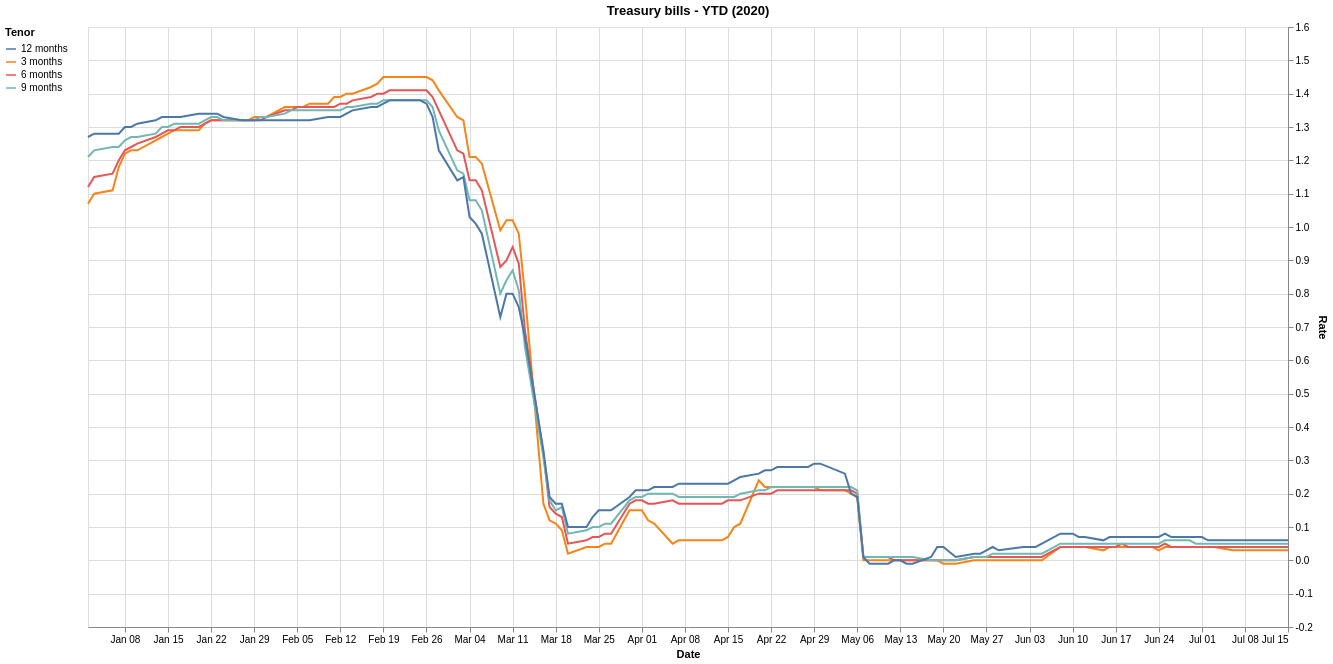 Treasury bills - YTD (2020)
Tenor
12 months
3 months
6 months
9 months
1.6
1.5
1.4
1.3
1.2
1.1
1.0
0.9
0.8
0.7
0.6
0.5
0.4
0.3
0.2
0.1
0.0
-0.1
-0.2
Rate
Jan 08 Jan 15 Jan 22 Jan 29 Feb 05 Feb 12 Feb 19 Feb 26 Mar 04 Mar 11 Mar 18 Mar 25 Apr 01 Apr 08 Apr 15 Apr 22 Apr 29 May 06 May 13 May 20 May 27 Jun 03 Jun 10 Jun 17 Jun 24 Jul 01 Jul 08 Jul 15
Date